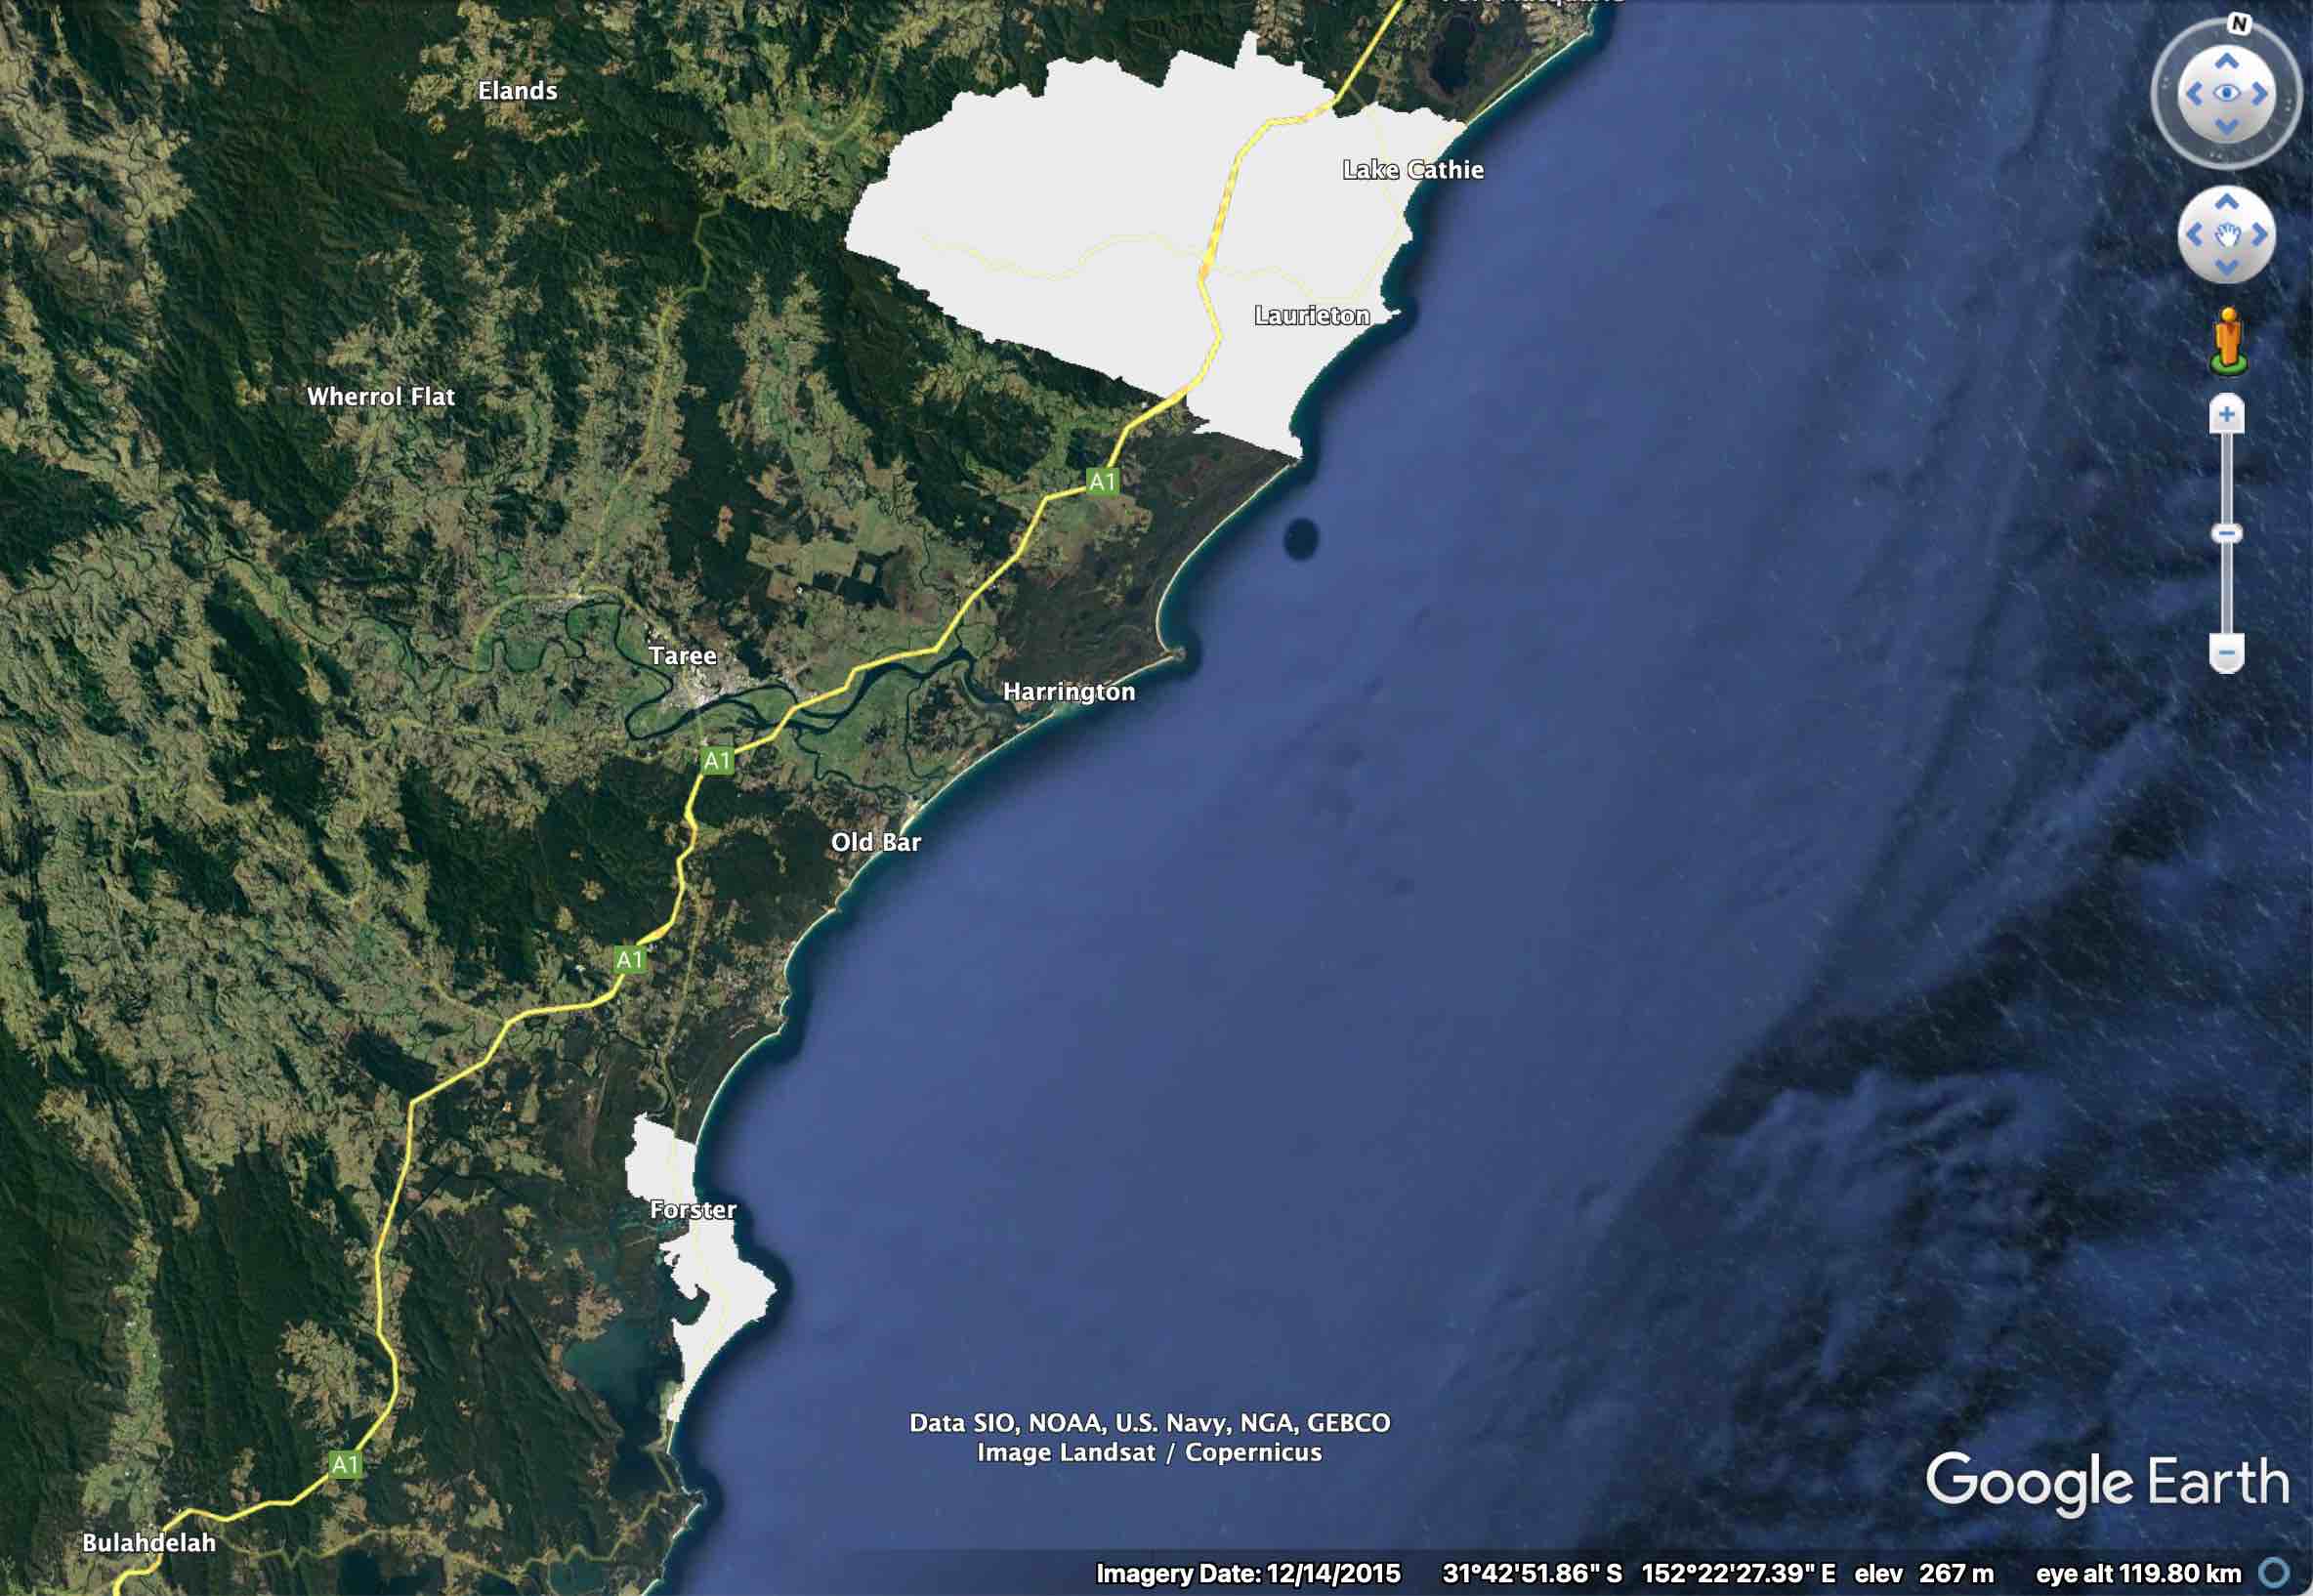 Elands
Lake Cathie
Laurieton
Wherrol Flat
A1
Taree
Harrington
A1
Old Bar
A1
Forster
Data SIO, NOAA, U.S. Navy, NGA, GEBCO
Image Landsat / Copernicus
A1
Google Earth
Bulahdelah
Imagery Date: 12/14/2015 31°42'51.86" S 152°22'27.39" E elev 267 m eye alt 119.80 km
N